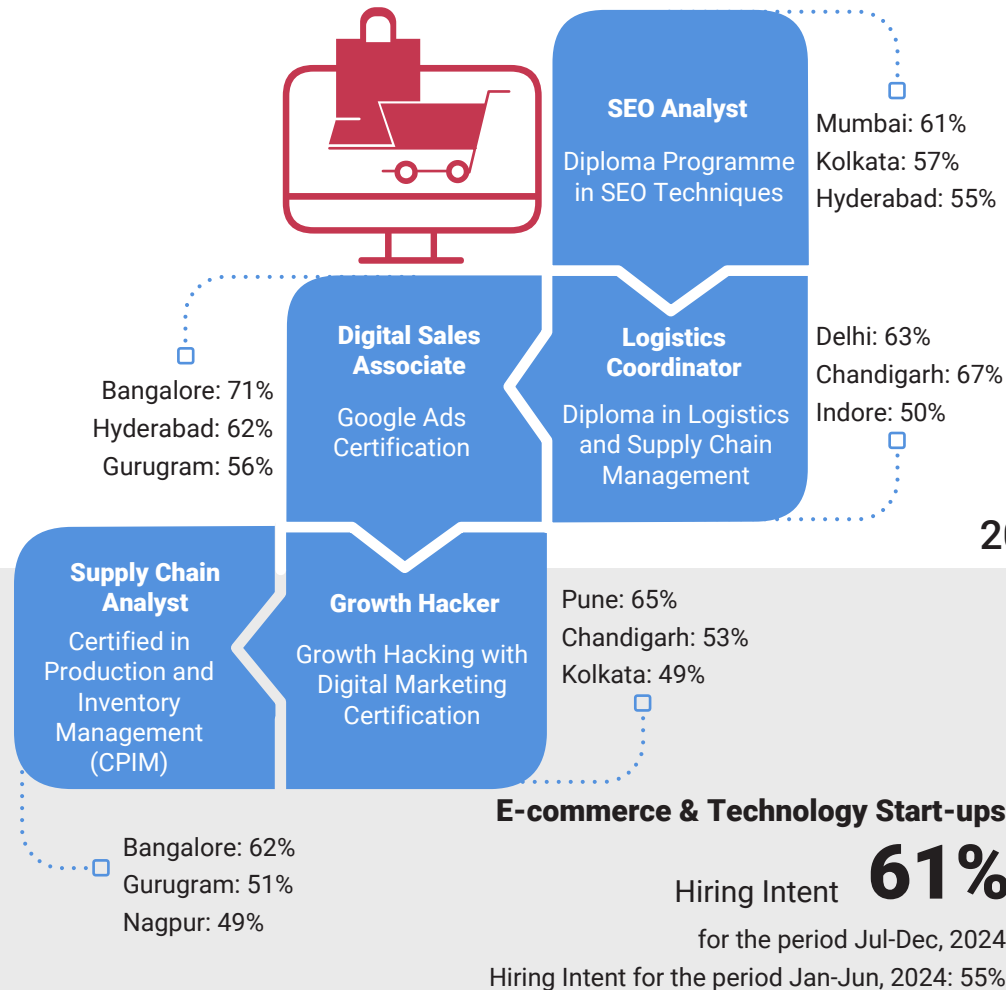 SEO Analyst
Diploma Programme
in SEO Techniques
Mumbai: 61%
Kolkata: 57%
Hyderabad: 55%
Digital Sales
Associate
Google Ads
Certification
Bangalore: 71%
Hyderabad: 62%
Gurugram: 56%
Logistics
Coordinator
Diploma in Logistics
and Supply Chain
Management
Delhi: 63%
Chandigarh: 67%
Indore: 50%
Supply Chain
Analyst
Certified in
Production and
Inventory
Management
(CPIM)
Growth Hacker
Growth Hacking with
Digital Marketing
Certification
Pune: 65%
Chandigarh: 53%
Kolkata: 49%
Bangalore: 62%
Gurugram: 51%
Nagpur: 49%
E-commerce & Technology Start-ups
Hiring Intent 61%
for the period Jul-Dec, 2024
Hiring Intent for the period Jan-Jun, 2024: 55%